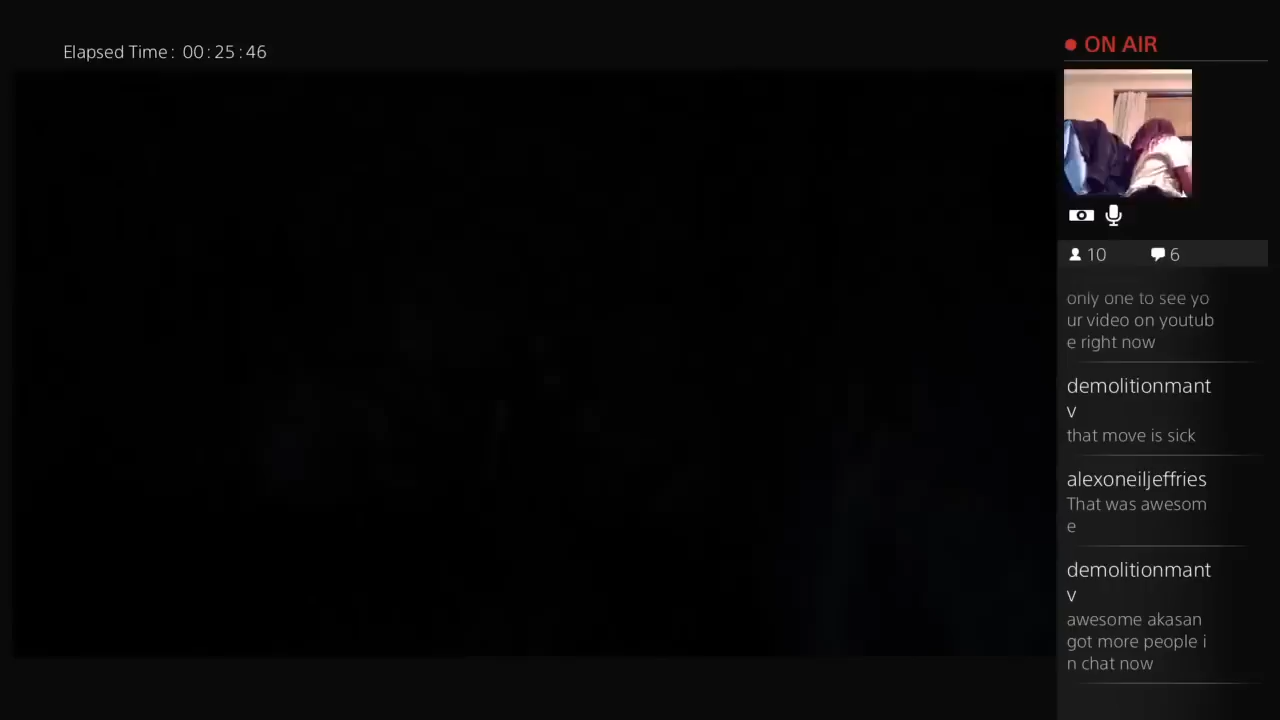 Elapsed Time: 00:25:46
ON AIR
10 6
only one to see yo
ur video on youtub
e right now
demolitionmant
v
that move is sick
alexoneiljeffries
That was awesom
e
demolitionmant
v
awesome akasan
got more people i
n chat now